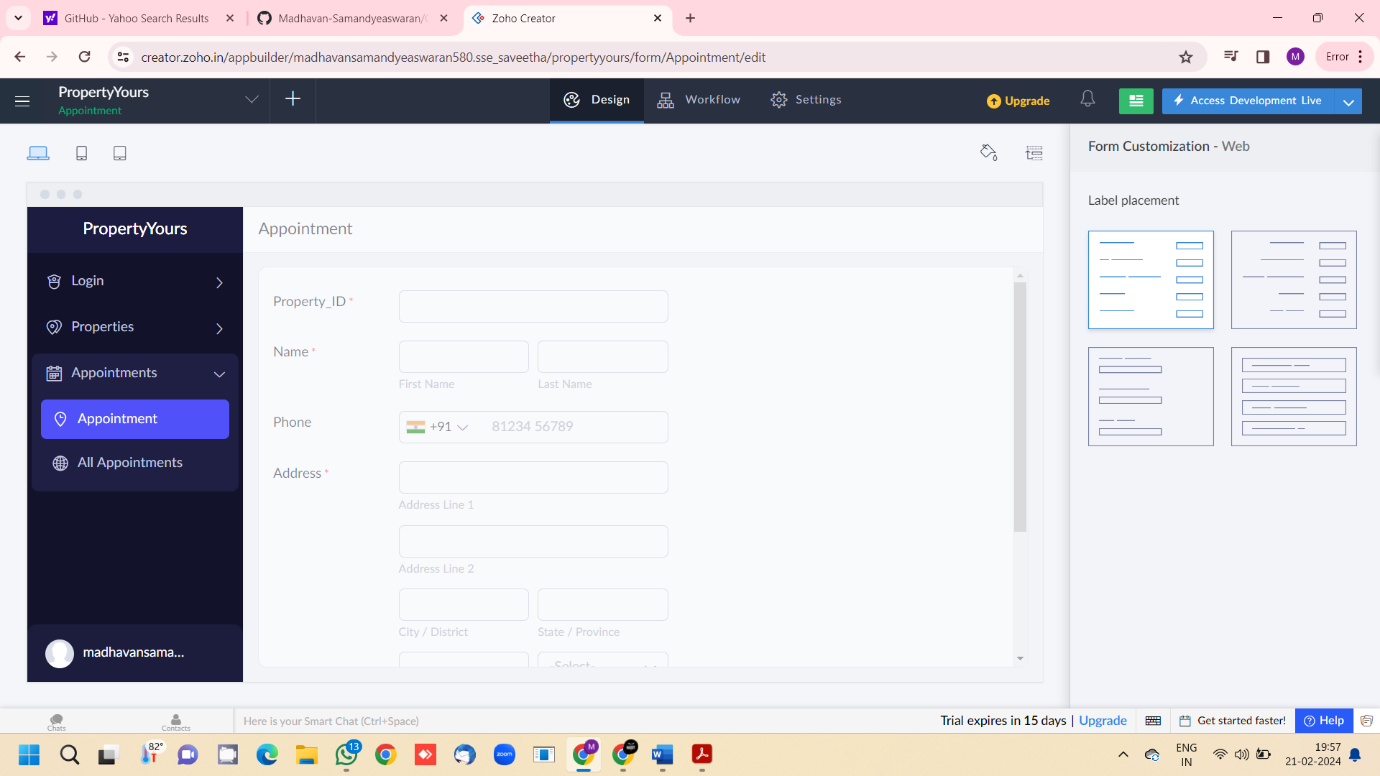 GitHub - Yahoo Search Results
Madhavan-Samandyeaswaran/
Zoho Creator
creator.zoho.in/appbuilder/madhavansamandyeaswaran580.sse_saveetha/propertyyours/form/Appointment/edit
M
Error
PropertyYours
Appointment
Design
Workflow
Settings
Upgrade
Access Development Live
Form Customization - Web
Label placement
PropertyYours
Login
Properties
Appointments
Appointment
All Appointments
madhavansama...
Appointment
Property_ID *
Name *
First Name
Last Name
Phone
+91
81234 56789
Address *
Address Line 1
Address Line 2
City / District
State / Province
-Select-
Chats
Contacts
Here is your Smart Chat (Ctrl+Space)
Trial expires in 15 days | Upgrade
Get started faster!
Help
82°
13
zoom
M
ENG
IN
19:57
21-02-2024